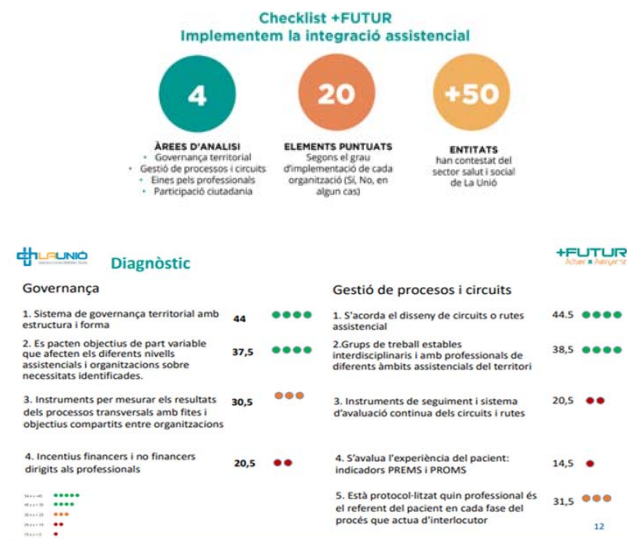 Checklist +FUTUR
Implementem la integració assistencial
4
20
+50
ÀREES D'ANALISI
• Governança territorial
• Gestió de processos i circuits
• Eines pels professionals
• Participació ciutadania
ELEMENTS PUNTUATS
Segons el grau
d'implementació de cada
organització (Sí, No, en
algun cas)
ENTITATS
han contestat del
sector salut i social
de La Unió
LAUNIÓ
Diagnòstic
+FUTUR
Governança
1. Sistema de governança territorial amb
estructura i forma
44
2. Es pacten objectius de part variable
que afecten els diferents nivells
assistencials i organitzacions sobre
necessitats identificades.
37,5
3. Instruments per mesurar els resultats
dels processos transversals amb fites i
objectius compartits entre organitzacions
30,5
4. Incentius financers i no financers
dirigits als professionals
20,5
Gestió de procesos i circuits
1. S'acorda el disseny de circuits o rutes
assistencial
44.5
2.Grups de treball estables
interdisciplinaris i amb professionals de
diferents àmbits assistencials del territori
38,5
3. Instruments de seguiment i sistema
d'avaluació continua dels circuits i rutes
20,5
4. S'avalua l'experiència del pacient:
indicadors PREMS i PROMS
14,5
5. Està protocol·litzat quin professional és
el referent del pacient en cada fase del
procés que actua d'interlocutor
31,5
12